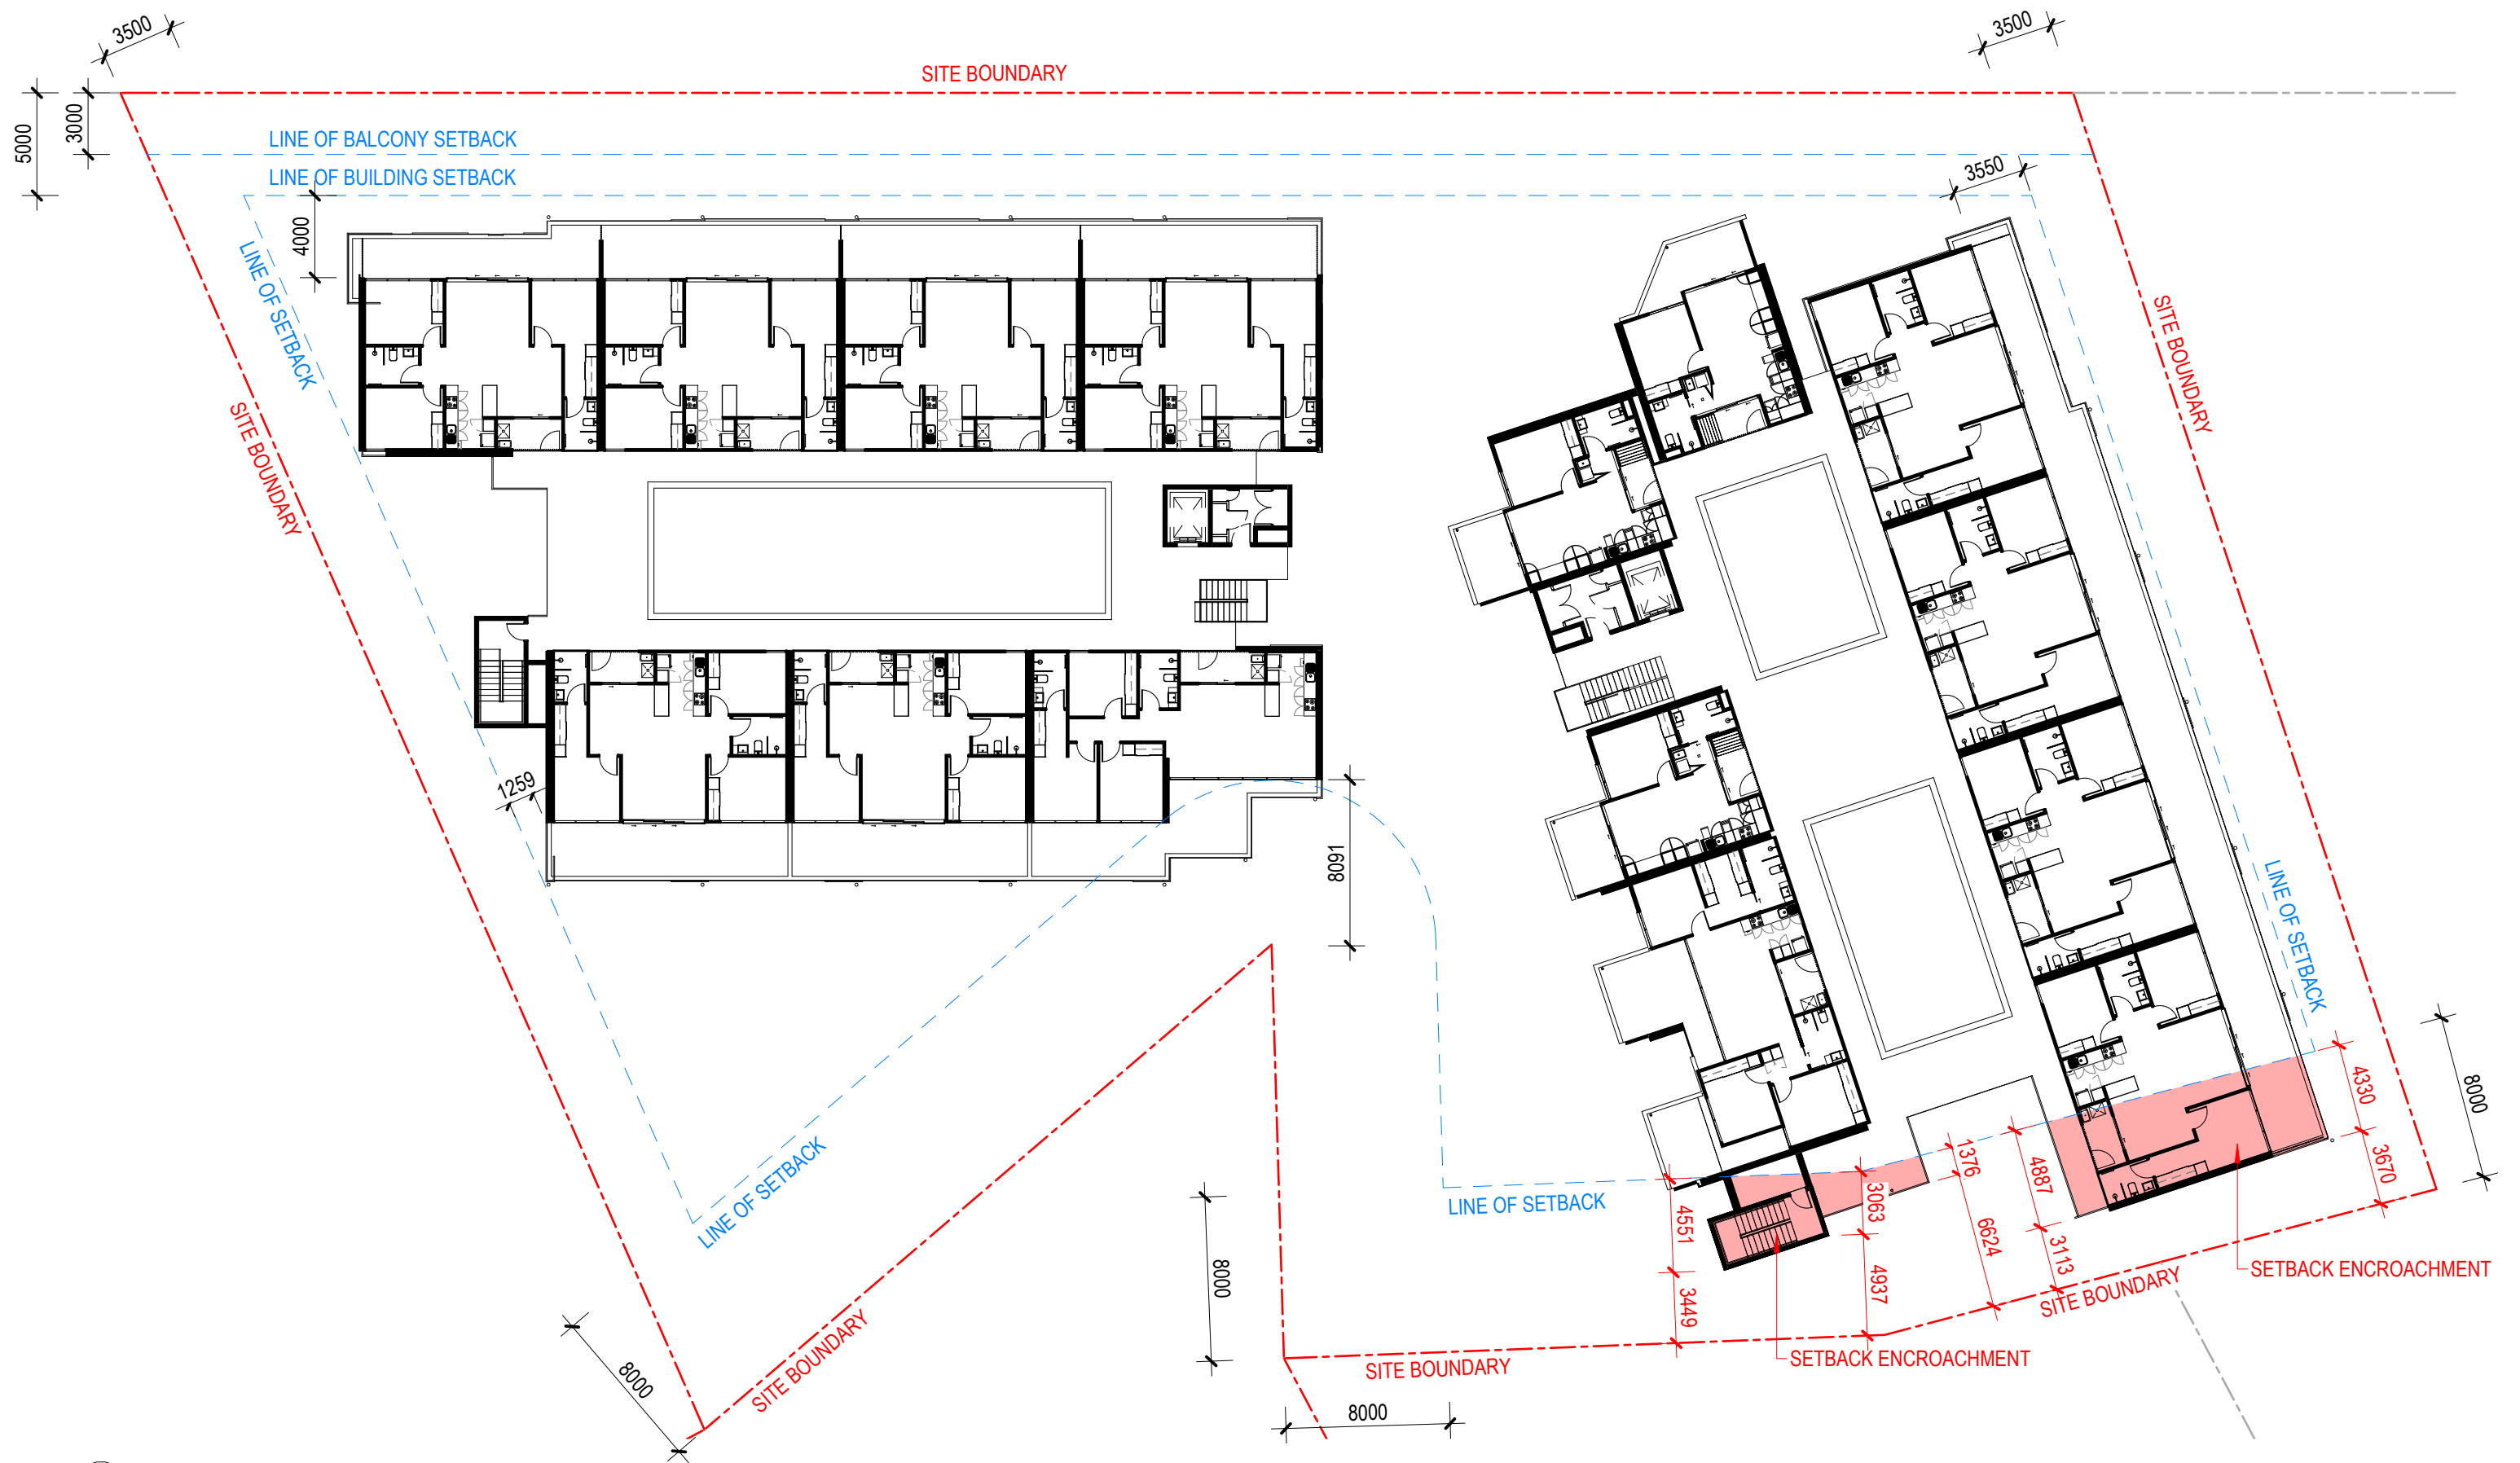 3500
3500
SITE BOUNDARY
5000
3000
LINE OF BALCONY SETBACK
LINE OF BUILDING SETBACK
3550
4000
LINE OF SETBACK
SITE BOUNDARY
SITE BOUNDARY
1259
8091
LINE OF SETBACK
8000
4330
3670
LINE OF SETBACK
LINE OF SETBACK
4551
3449
3063
4937
1376
6624
4887
3113
SETBACK ENCROACHMENT
SITE BOUNDARY
8000
SETBACK ENCROACHMENT
SITE BOUNDARY
SITE BOUNDARY
8000
8000